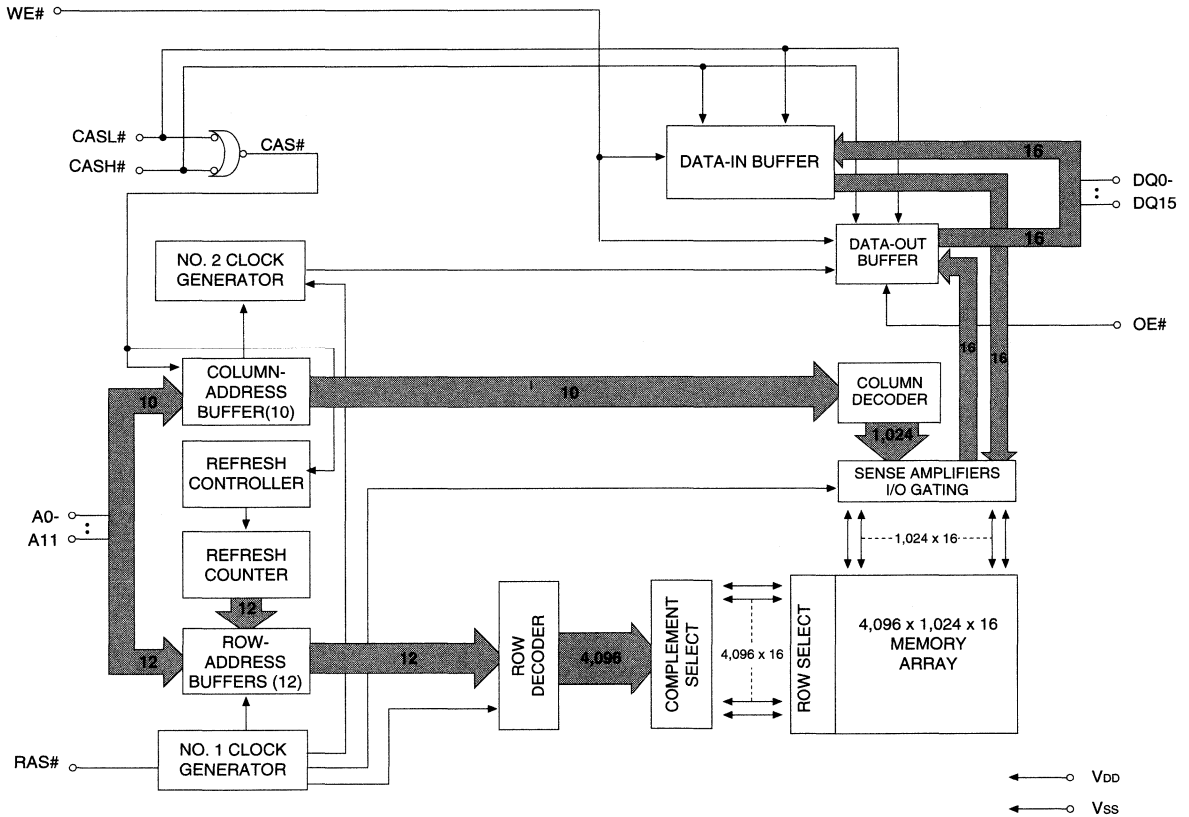 WE#
CASL#
CASH#
CAS#
DATA-IN BUFFER
16
DQ0-
DQ15
16
DATA-OUT
BUFFER
NO. 2 CLOCK
GENERATOR
OE#
16
16
COLUMN-
ADDRESS
BUFFER(10)
10
10
COLUMN
DECODER
1,024
REFRESH
CONTROLLER
SENSE AMPLIFIERS
I/O GATING
A0-
A11
1,024 x 16
REFRESH
COUNTER
12
ROW-
ADDRESS
BUFFERS (12)
12
12
ROW
DECODER
4,096
COMPLEMENT
SELECT
4,096 x 16
ROW SELECT
4,096 x 1,024 x 16
MEMORY
ARRAY
NO. 1 CLOCK
GENERATOR
RAS#
VDD
VSS